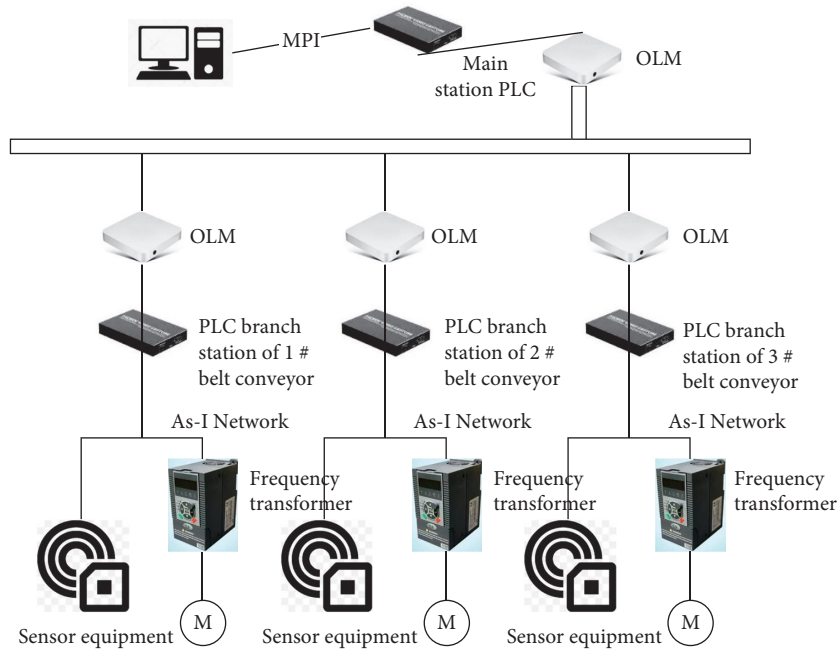 MPI
Main
station PLC
OLM
OLM
OLM
OLM
PLC branch
station of 1 #
belt conveyor
PLC branch
station of 2 #
belt conveyor
PLC branch
station of 3 #
belt conveyor
As-I Network
As-I Network
As-I Network
Frequency
transformer
Frequency
transformer
Frequency
transformer
Sensor equipment
M
Sensor equipment
M
Sensor equipment
M